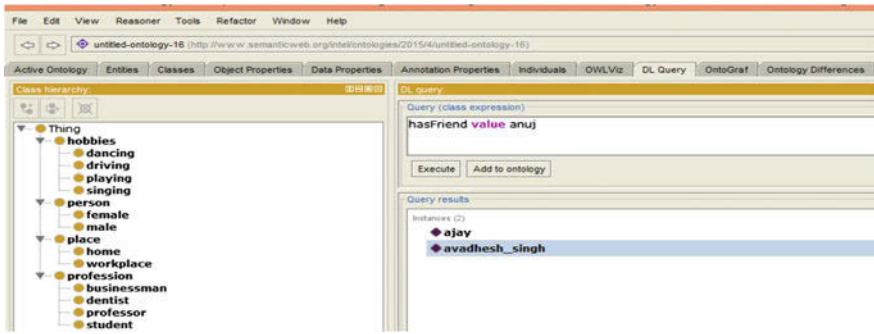 File Edit View Reasoner Tools Refactor Window Help
untitled-ontology-16 (http://www.semanticweb.org/intel/ontologies/2015/4/untitled-ontology-16)
Active Ontology Entities Classes Object Properties Data Properties Annotation Properties Individuals OWLViz DL Query OntoGraf Ontology Differences
Class hierarchy:
Thing
hobbies
dancing
driving
playing
singing
person
female
male
place
home
workplace
profession
businessman
dentist
professor
student
DL query:
Query (class expression)
hasFriend value anuj
Execute Add to ontology
Query results
Instances (2)
ajay
avadhesh_singh